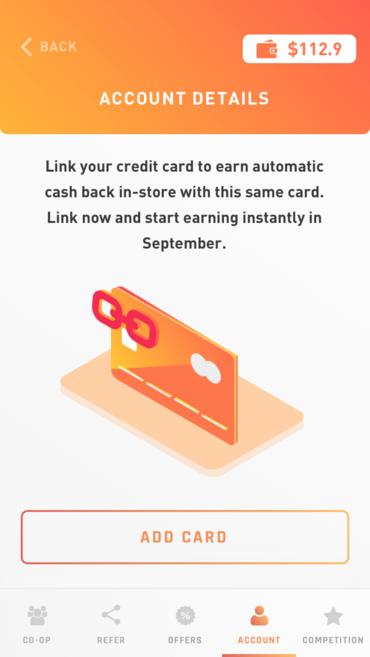 BACK
$112.9
ACCOUNT DETAILS
Link your credit card to earn automatic
cash back in-store with this same card.
Link now and start earning instantly in
September.
ADD CARD
CO-OP
REFER
OFFERS
ACCOUNT
COMPETITION